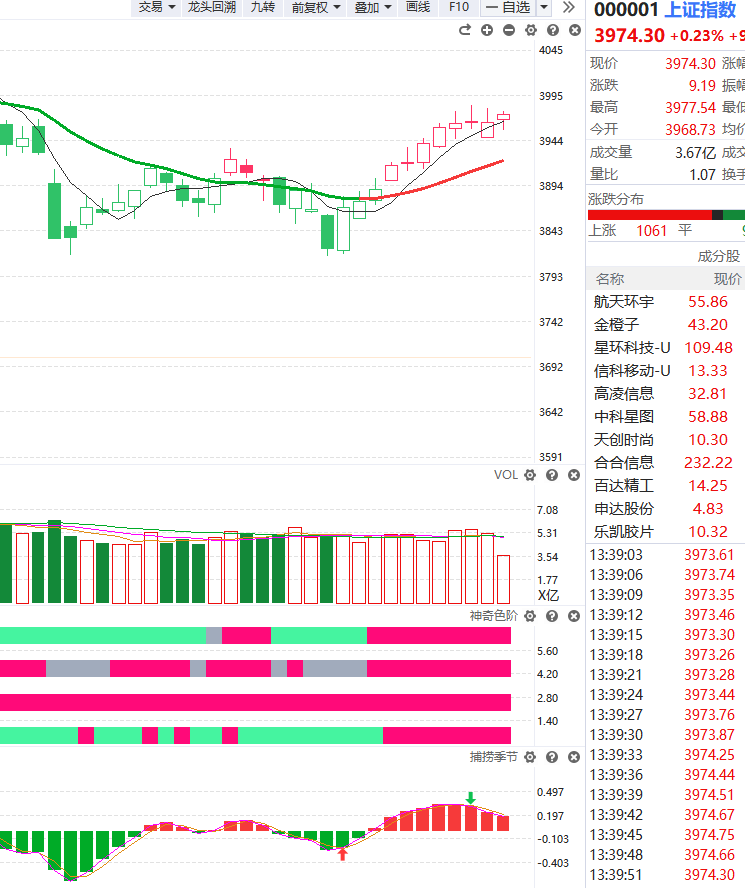 交易 龙头回溯 九转 前复权 叠加 画线 F10 一自选
000001 上证指数
3974.30 +0.23% +9
现价 3974.30 涨幅
涨跌 9.19 振幅
最高 3977.54 最低
今开 3968.73 均价
成交量 3.67亿 成交
量比 1.07 换手
涨跌分布
上涨 1061 平
成分股
名称 现价
航天环宇 55.86
金橙子 43.20
星环科技-U 109.48
信科移动-U 13.33
高凌信息 32.81
中科星图 58.88
天创时尚 10.30
合合信息 232.22
百达精工 14.25
申达股份 4.83
乐凯胶片 10.32
13:39:03 3973.61
13:39:06 3973.74
13:39:09 3973.35
13:39:12 3973.46
13:39:15 3973.30
13:39:18 3973.26
13:39:21 3973.28
13:39:24 3973.44
13:39:27 3973.76
13:39:30 3973.87
13:39:33 3974.25
13:39:36 3974.44
13:39:39 3974.51
13:39:42 3974.67
13:39:45 3974.75
13:39:48 3974.66
13:39:51 3974.30
4045
3995
3944
3894
3843
3793
3742
3692
3642
3591
VOL
7.08
5.31
3.54
1.77
X亿
神奇色阶
5.60
4.20
2.80
1.40
捕捞季节
0.497
0.197
-0.103
-0.403